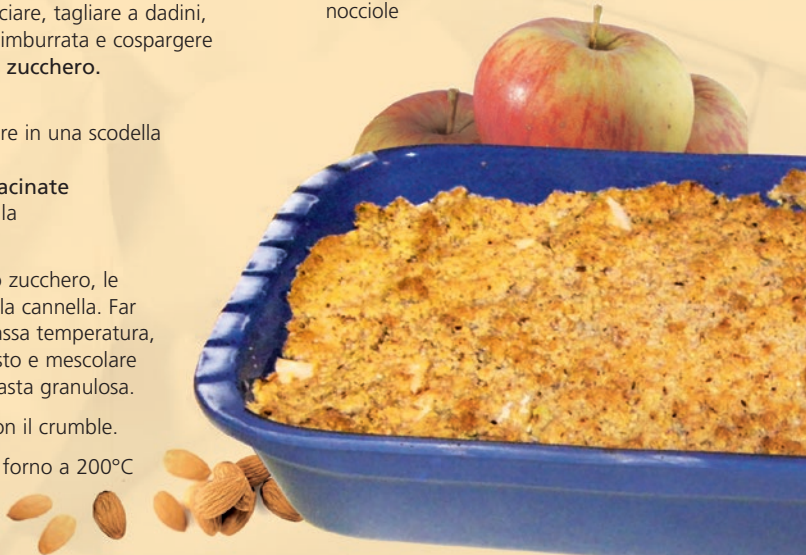 ciare, tagliare a dadini,
imburrata e cospargere
zucchero.
re in una scodella
acinate
la
zucchero, le
la cannella. Far
assa temperatura,
sto e mescolare
asta granulosa.
on il crumble.
forno a 200°C
nocciole